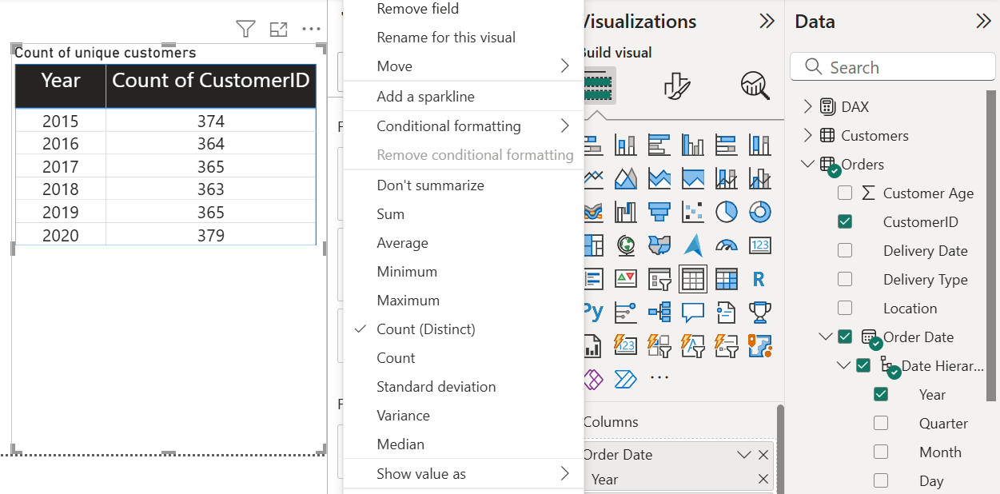 Count of unique customers
Year Count of CustomerID
2015 374
2016 364
2017 365
2018 363
2019 365
2020 379
Remove field
Rename for this visual
Move
Add a sparkline
Conditional formatting
Remove conditional formatting
Don't summarize
Sum
Average
Minimum
Maximum
Count (Distinct)
Count
Standard deviation
Variance
Median
Show value as
Visualizations
Build visual
123
R
Py
123
Columns
Order Date
Year
Data
Search
DAX
Customers
Orders
Customer Age
CustomerID
Delivery Date
Delivery Type
Location
Order Date
Date Hierar...
Year
Quarter
Month
Day